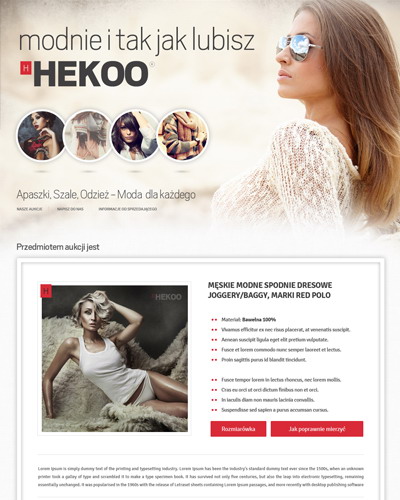 modnie i tak jak lubisz
H HEKOO
Apaszki, Szale, Odzież – Moda dla każdego
NASZE AUKCJE NAPISZ DO NAS INFORMACJE DO SPRZEDAJĄCEGO
Przedmiotem aukcji jest
H HEKOO
MĘSKIE MODNE SPODNIE DRESOWE
JOGGERY/BAGGY, MARKI RED POLO
Materiał: Bawełna 100%
Vivamus efficitur ex nec risus placerat, at venenatis suscipit.
Aenean suscipit ligula eget elit pretium vulputate.
Fusce et lorem commodo nunc semper laoreet et lectus.
Proin suscipit mi id blandit tincidunt.
Fusce tempor lorem in lectus rhoncus, nec lorem mollis.
Cras eu orci ut dui cursus orci finibus non et orci.
In iaculis diam non mauris lacinia convallis.
Suspendisse sed sapien a purus accumsan cursus.
Rozmiarówka Jak poprawnie mierzyć
Lorem Ipsum is simply dummy text of the printing and typesetting industry. Lorem Ipsum has been the industry's standard dummy text ever since the 1500s, when an unknown
printer took a galley of type and scrambled it to make a type specimen book. It has survived not only five centuries, but also the leap into electronic typesetting, remaining
essentially unchanged. It was popularised in the 1960s with the release of Letraset sheets containing Lorem Ipsum passages, and more recently with desktop publishing software